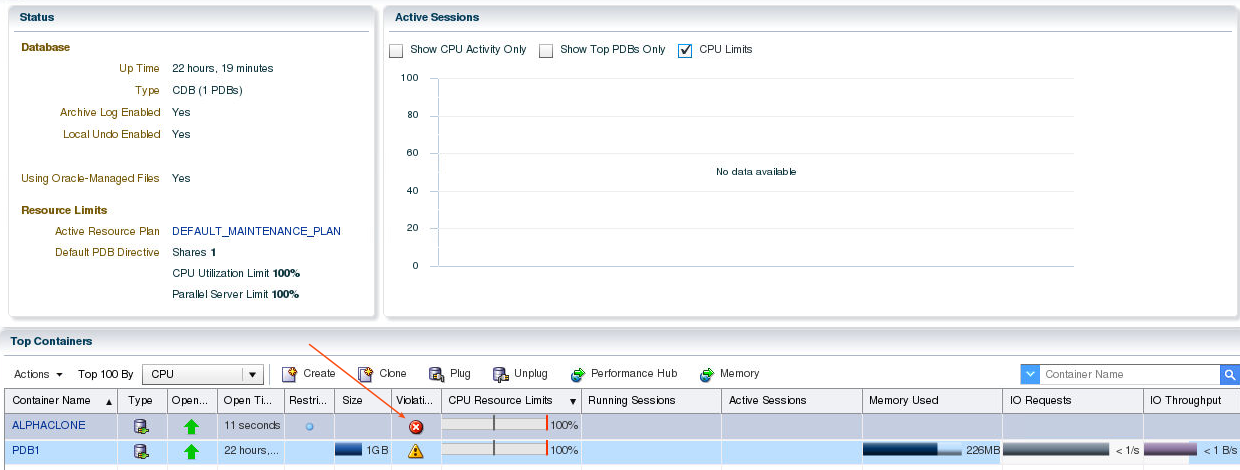 Status
Database
Up Time 22 hours, 19 minutes
Type CDB (1 PDBs)
Archive Log Enabled Yes
Local Undo Enabled Yes
Using Oracle-Managed Files Yes
Resource Limits
Active Resource Plan DEFAULT_MAINTENANCE_PLAN
Default PDB Directive Shares 1
CPU Utilization Limit 100%
Parallel Server Limit 100%
Active Sessions
Show CPU Activity Only Show Top PDBs Only CPU Limits
100
80
60
No data available
40
20
0
Top Containers
Actions Top 100 By CPU Create Clone Plug Unplug Performance Hub Memory Container Name
Container Name Type Open... Open Ti... Restri... Size Violati... CPU Resource Limits Running Sessions Active Sessions Memory Used IO Requests IO Throughput
ALPHACLONE 11 seconds 100%
PDB1 22 hours,... 1GB 100% 226MB < 1/s < 1 B/s